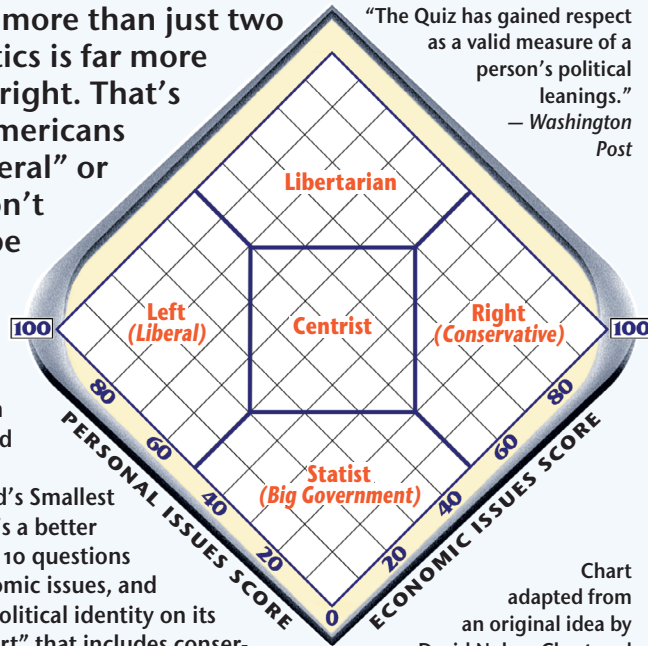 more than just two
tics is far more
right. That's
mericans
eral" or
on't
be
d
d's Smallest
's a better
10 questions
omic issues, and
olitical identity on its
rt" that includes conser-
"The Quiz has gained respect
as a valid measure of a
person's political
leanings."
— Washington
Post
Libertarian
Left
(Liberal)
Centrist
Right
(Conservative)
Statist
(Big Government)
100
80
60
40
20
0
20
40
60
80
100
PERSONAL ISSUES SCORE
ECONOMIC ISSUES SCORE
Chart
adapted from
an original idea by